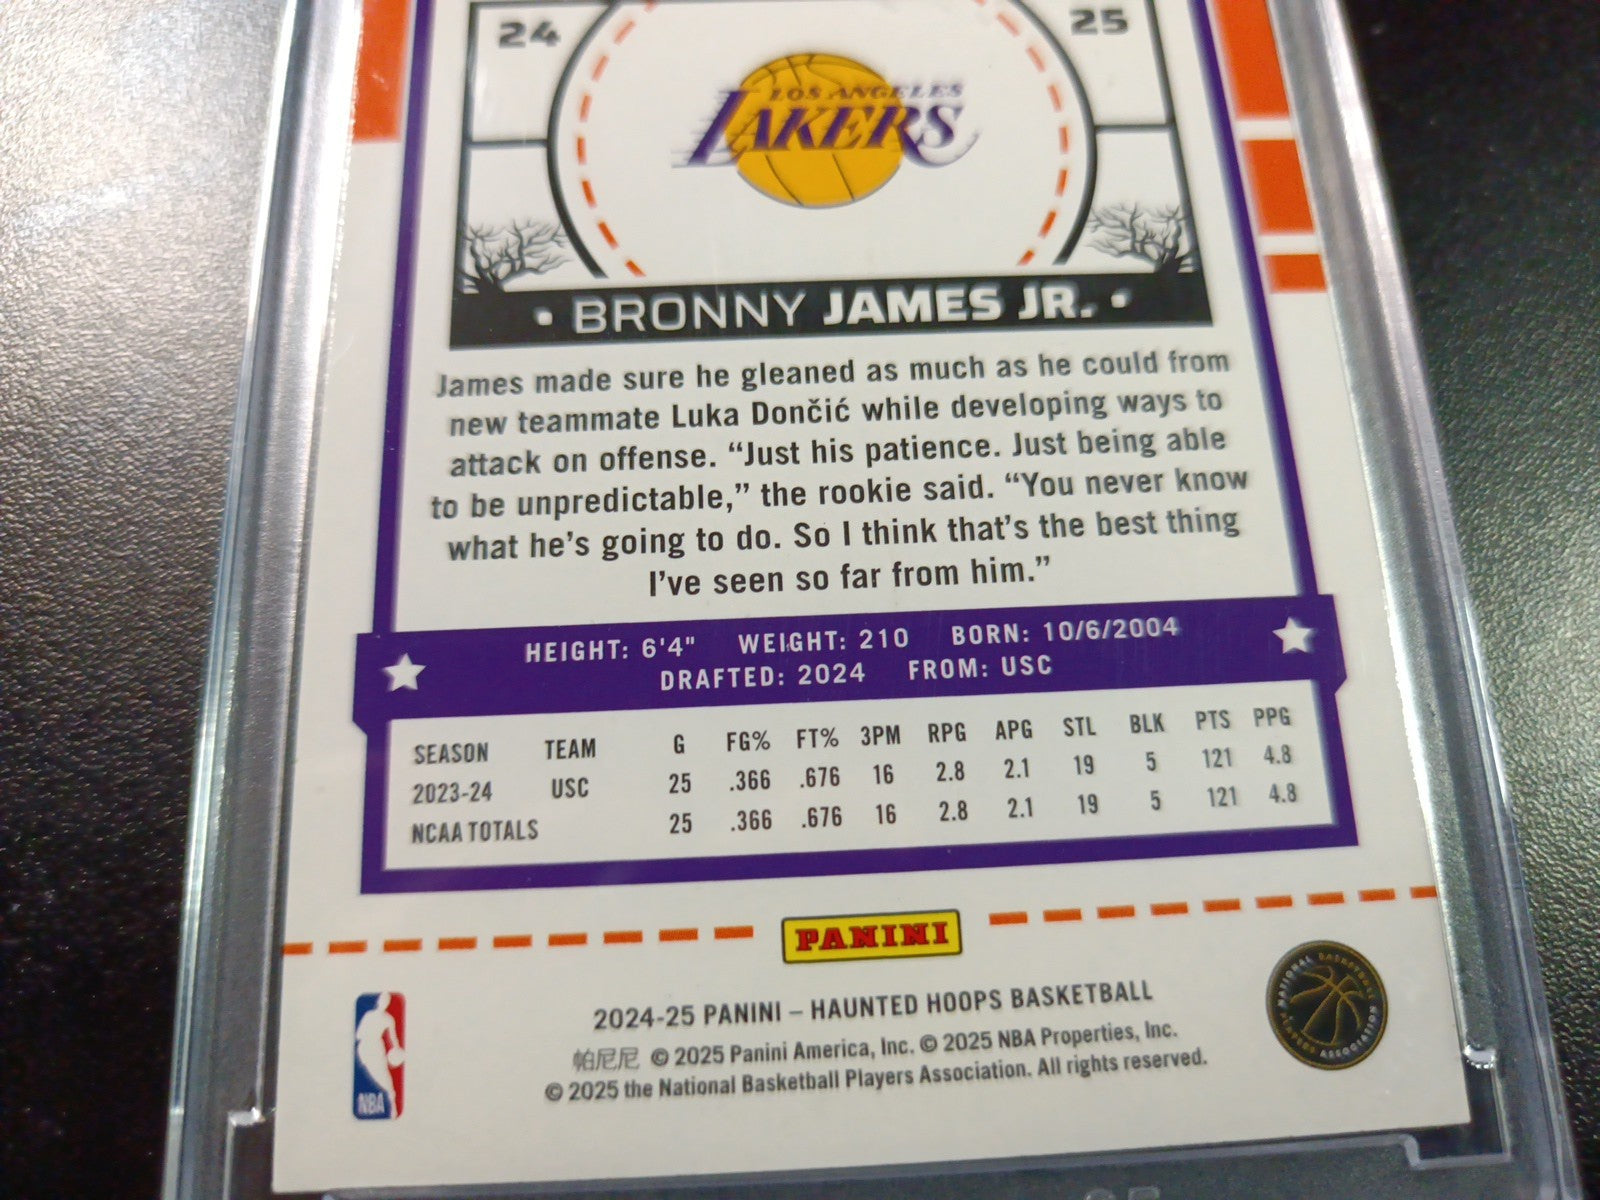 24 25
LOS ANGELES
LAKERS
• BRONNY JAMES JR. •
James made sure he gleaned as much as he could from
new teammate Luka Dončić while developing ways to
attack on offense. “Just his patience. Just being able
to be unpredictable,” the rookie said. “You never know
what he’s going to do. So I think that’s the best thing
I’ve seen so far from him.”
HEIGHT: 6'4" WEIGHT: 210 BORN: 10/6/2004
DRAFTED: 2024 FROM: USC
SEASON TEAM G FG% FT% 3PM RPG APG STL BLK PTS PPG
2023-24 USC 25 .366 .676 16 2.8 2.1 19 5 121 4.8
NCAA TOTALS 25 .366 .676 16 2.8 2.1 19 5 121 4.8
PANINI
2024-25 PANINI – HAUNTED HOOPS BASKETBALL
帕尼尼 © 2025 Panini America, Inc. © 2025 NBA Properties, Inc.
© 2025 the National Basketball Players Association. All rights reserved.
NBA
NATIONAL BASKETBALL PLAYERS ASSOCIATION